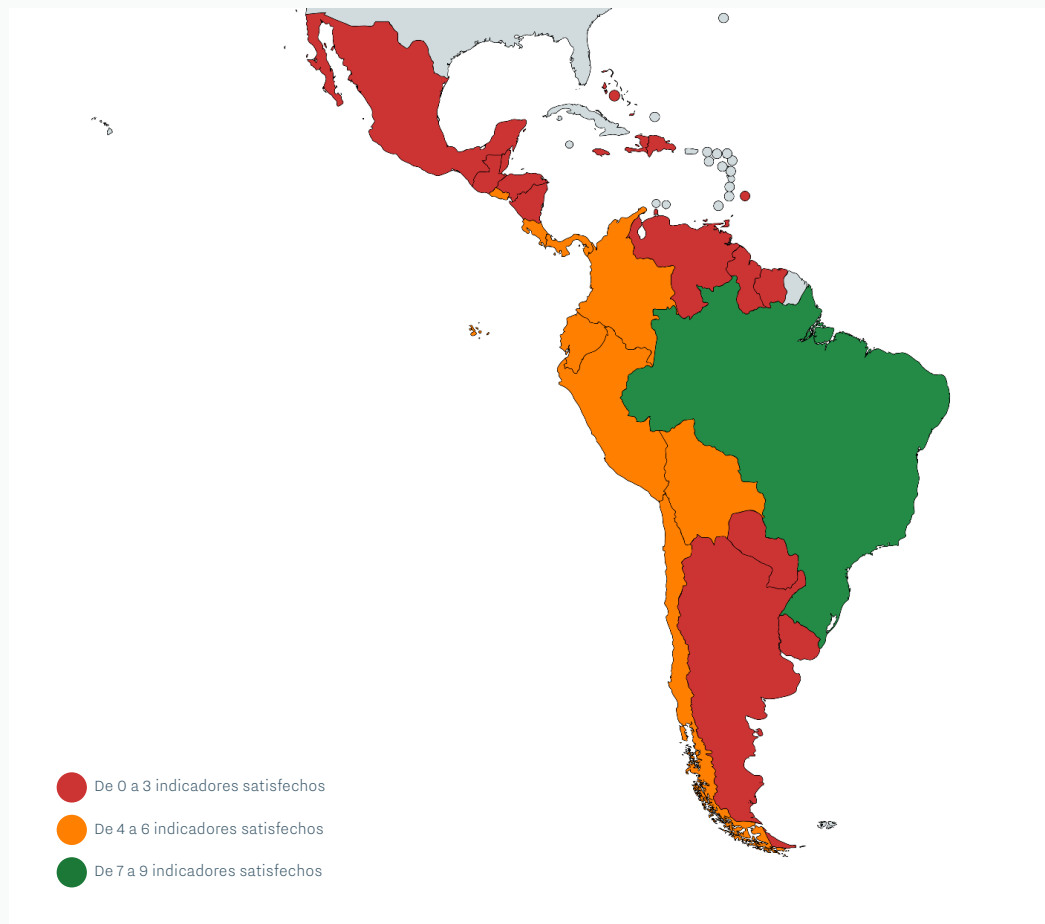 De 0 a 3 indicadores satisfechos
De 4 a 6 indicadores satisfechos
De 7 a 9 indicadores satisfechos